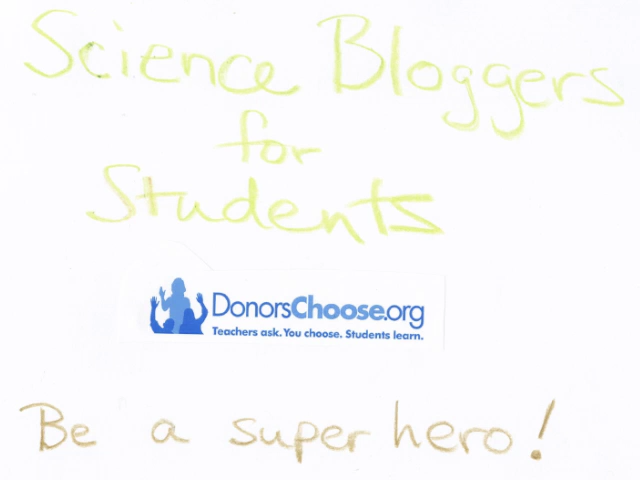 Science Bloggers
for
Students
DonorsChoose.org
Teachers ask. You choose. Students learn.
Be a super hero!